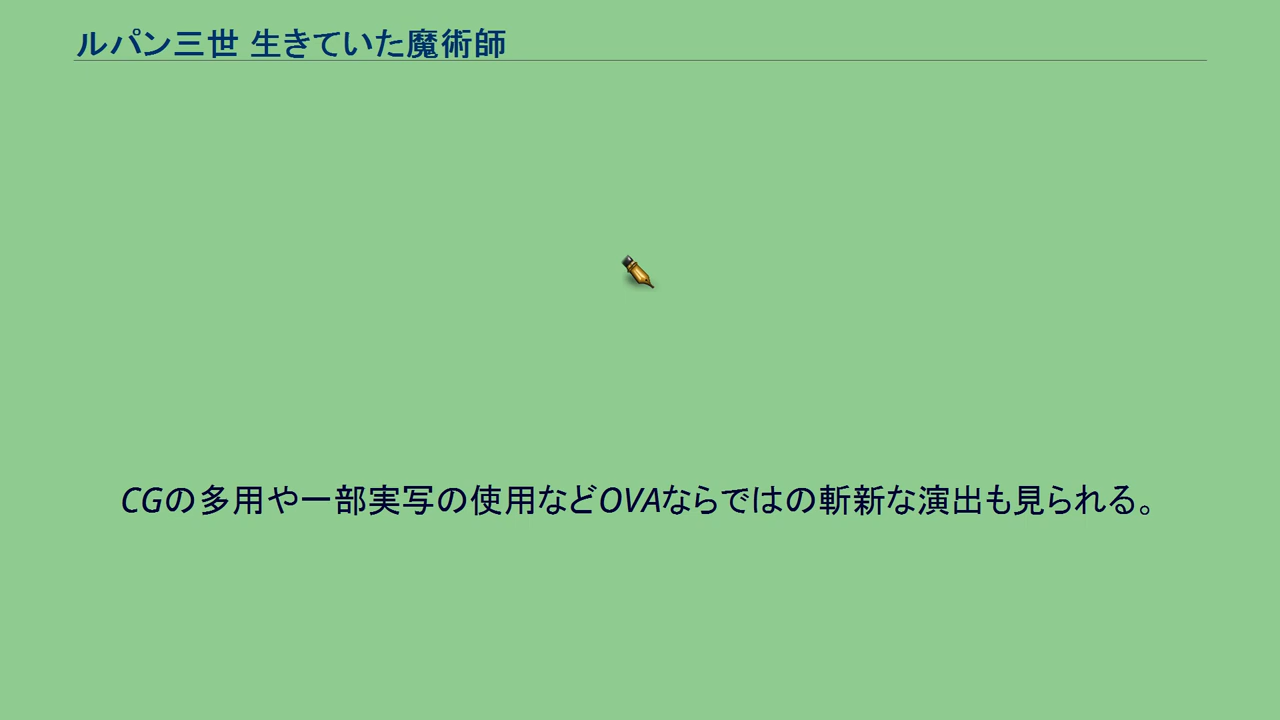 ルパン三世 生きていた魔術師
CGの多用や一部実写の使用などOVAならではの斬新な演出も見られる。